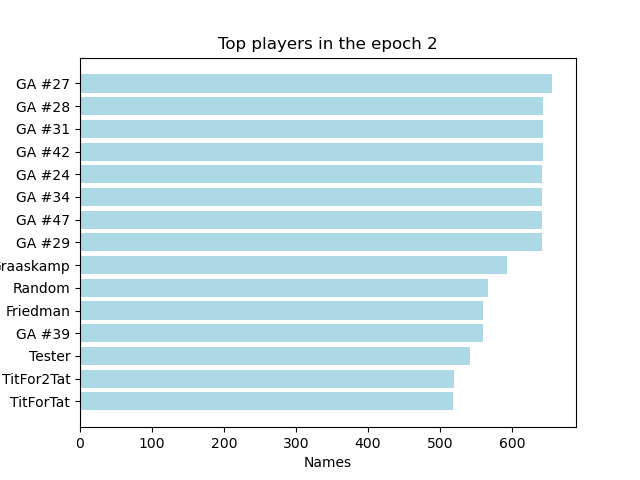 Top players in the epoch 2
GA #27
GA #28
GA #31
GA #42
GA #24
GA #34
GA #47
GA #29
raaskamp
Random
Friedman
GA #39
Tester
TitFor2Tat
TitForTat
0 100 200 300 400 500 600
Names